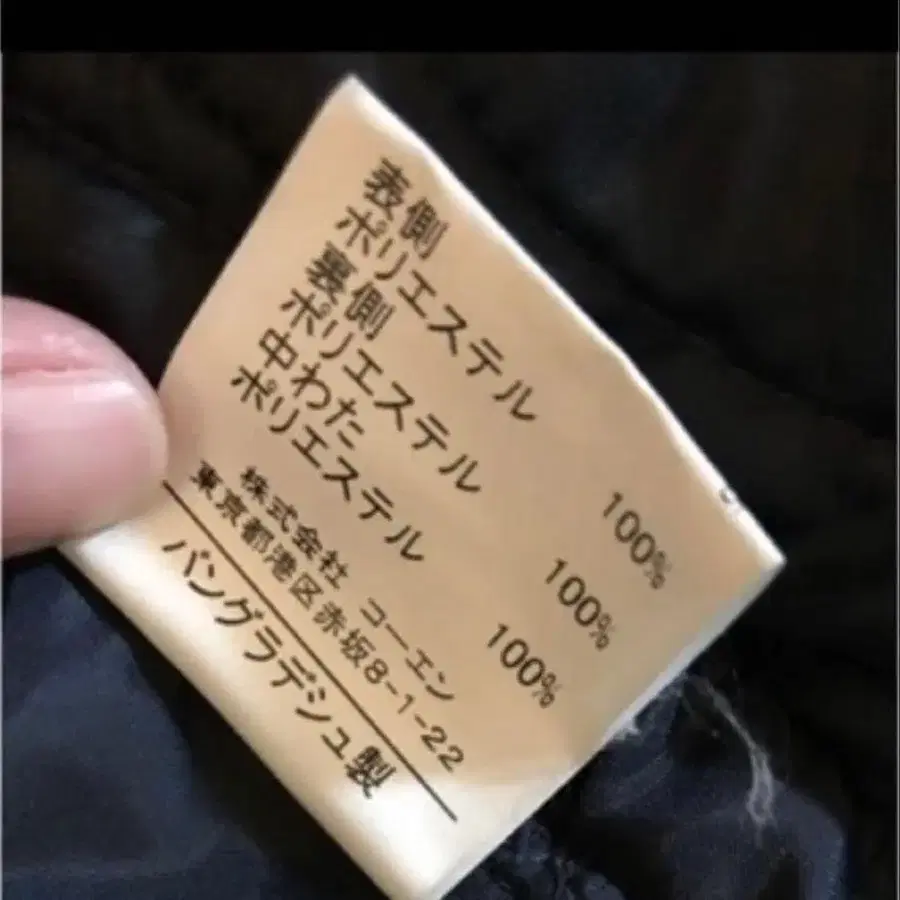 表側
ポリエステル 100%
裏側
ポリエステル 100%
中わた
ポリエステル 100%
株式会社 コーエン
東京都港区赤坂8-1-22
バングラデシュ製